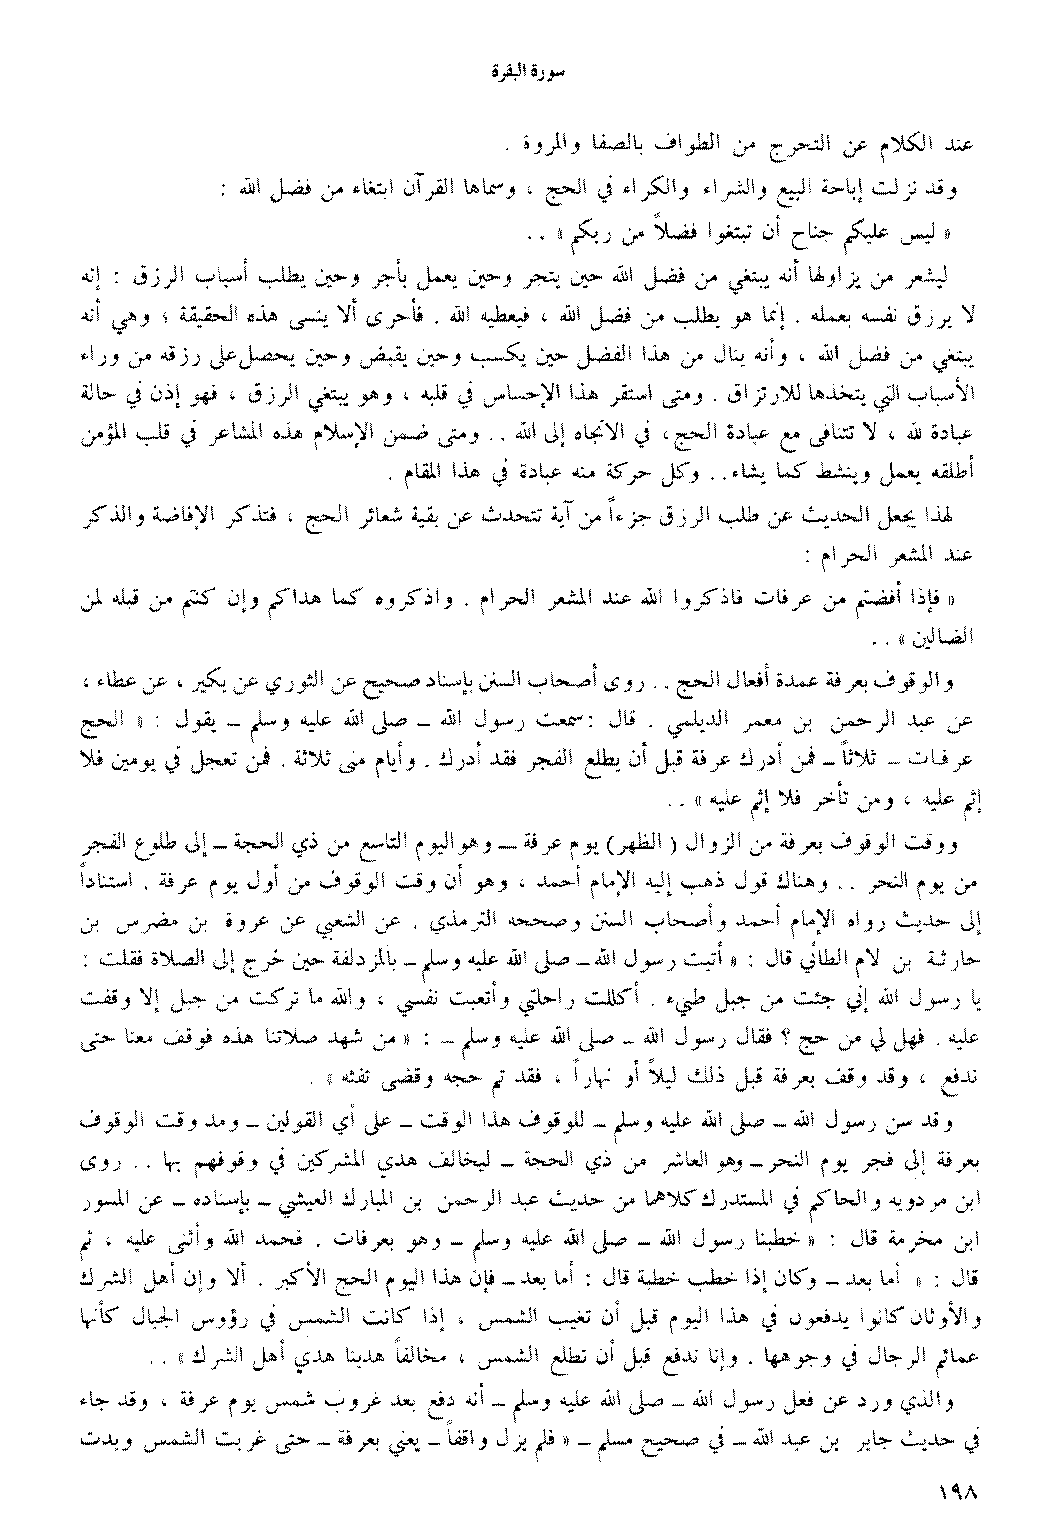 سورة البقرة
عند الكلام عن التحرج من الطواف بالصفا والمروة .
وقد نزلت إباحة البيع والشراء والكراء في الحج ، وسماها القرآن ابتغاء من فضل الله :
« ليس عليكم جناح أن تبتغوا فضلاً من ربكم » . .
ليشعر من يزاولها أنه يبتغي من فضل الله حين يتجر وحين يعمل بأجر وحين يطلب أسباب الرزق : إنه
لا يرزق نفسه بعمله . إنما هو يطلب من فضل الله ، فيعطيه الله . فأحرى ألا ينسى هذه الحقيقة ؛ وهي أنه
يبتغي من فضل الله ، وأنه ينال من هذا الفضل حين يكسب وحين يقبض وحين يحصل على رزقه من وراء
الأسباب التي يتخذها للارتزاق . ومتى استقر هذا الإحساس في قلبه ، وهو يبتغي الرزق ، فهو إذن في حالة
عبادة لله ، لا تتنافى مع عبادة الحج، في الاتجاه إلى الله . . ومتى ضمن الإسلام هذه المشاعر في قلب المؤمن
أطلقه يعمل وينشط كما يشاء. . وكل حركة منه عبادة في هذا المقام .
لهذا يجعل الحديث عن طلب الرزق جزءاً من آية تتحدث عن بقية شعائر الحج ، فتذكر الإفاضة والذكر
عند المشعر الحرام :
« فإذا أفضتم من عرفات فاذكروا الله عند المشعر الحرام . واذكروه كما هداكم وإن كنتم من قبله لمن
الضالين » . .
والوقوف بعرفة عمدة أفعال الحج . . روى أصحاب السنن بإسناد صحيح عن الثوري عن بكير ، عن عطاء ،
عن عبد الرحمن بن معمر الديلمي . قال :سمعت رسول الله – صلى الله عليه وسلم – يقول : « الحج
عرفات – ثلاثاً – فمن أدرك عرفة قبل أن يطلع الفجر فقد أدرك . وأيام منى ثلاثة . فمن تعجل في يومين فلا
إثم عليه ، ومن تأخر فلا إثم عليه » . .
ووقت الوقوف بعرفة من الزوال ( الظهر) يوم عرفة – وهو اليوم التاسع من ذي الحجة – إلى طلوع الفجر
من يوم النحر . . وهناك قول ذهب إليه الإمام أحمد ، وهو أن وقت الوقوف من أول يوم عرفة . استناداً
إلى حديث رواه الإمام أحمد وأصحاب السنن وصححه الترمذي . عن الشعبي عن عروة بن مضرس بن
حارثة بن لام الطائي قال : « أتيت رسول الله – صلى الله عليه وسلم – بالمزدلفة حين خرج إلى الصلاة فقلت :
يا رسول الله إني جئت من جبل طيىء . أكللت راحلتي وأتعبت نفسي ، والله ما تركت من جبل إلا وقفت
عليه . فهل لي من حج ؟ فقال رسول الله – صلى الله عليه وسلم – : « من شهد صلاتنا هذه فوقف معنا حتى
ندفع ، وقد وقف بعرفة قبل ذلك ليلاً أو نهاراً ، فقد تم حجه وقضى تفثه » .
وقد سن رسول الله – صلى الله عليه وسلم – للوقوف هذا الوقت – على أي القولين – ومد وقت الوقوف
بعرفة إلى فجر يوم النحر – وهو العاشر من ذي الحجة – ليخالف هدي المشركين في وقوفهم بها . . روى
ابن مردويه والحاكم في المستدرك كلاهما من حديث عبد الرحمن بن المبارك العيشي – بإسناده – عن المسور
ابن مخرمة قال : « خطبنا رسول الله – صلى الله عليه وسلم – وهو بعرفات . فحمد الله وأثنى عليه ، ثم
قال : « أما بعد – وكان إذا خطب خطبة قال : أما بعد – فإن هذا اليوم الحج الأكبر . ألا وإن أهل الشرك
والأوثان كانوا يدفعون في هذا اليوم قبل أن تغيب الشمس ، إذا كانت الشمس في رؤوس الجبال كأنها
عمائم الرجال في وجوهها . وإنا ندفع قبل أن تطلع الشمس ، مخالفاً هدينا هدي أهل الشرك » . .
والذي ورد عن فعل رسول الله – صلى الله عليه وسلم – أنه دفع بعد غروب شمس يوم عرفة ، وقد جاء
في حديث جابر بن عبد الله – في صحيح مسلم – « فلم يزل واقفاً – يعني بعرفة – حتى غربت الشمس وبدت
١٩٨